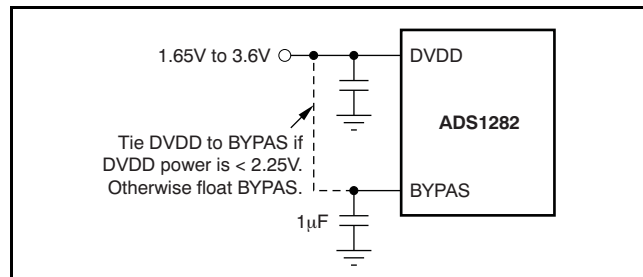 1.65V to 3.6V
DVDD
ADS1282
Tie DVDD to BYPAS if
DVDD power is < 2.25V.
Otherwise float BYPAS.
BYPAS
1μF